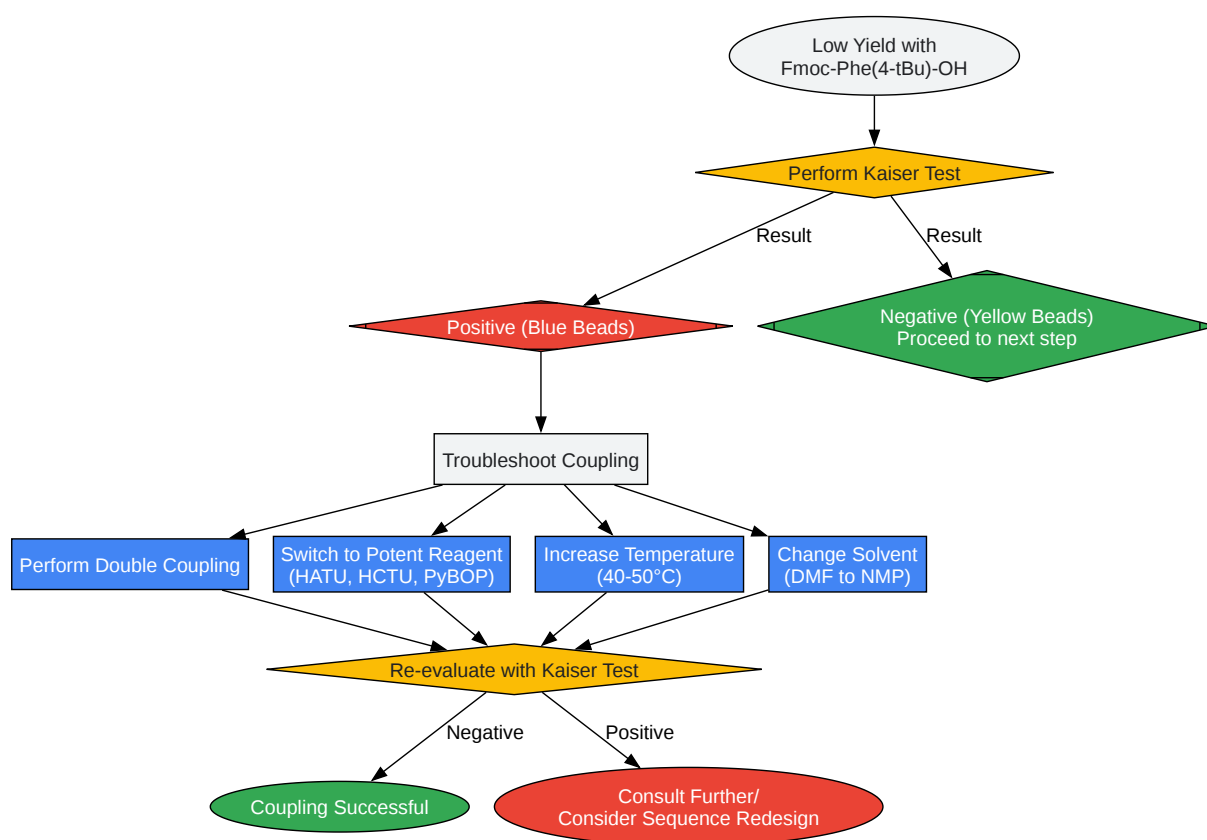 Low Yield with
Fmoc-Phe(4-tBu)-OH
Perform Kaiser Test
Result
Result
Positive (Blue Beads)
Negative (Yellow Beads)
Proceed to next step
Troubleshoot Coupling
Perform Double Coupling
Switch to Potent Reagent
(HATU, HCTU, PyBOP)
Increase Temperature
(40-50°C)
Change Solvent
(DMF to NMP)
Re-evaluate with Kaiser Test
Negative
Positive
Coupling Successful
Consult Further/
Consider Sequence Redesign